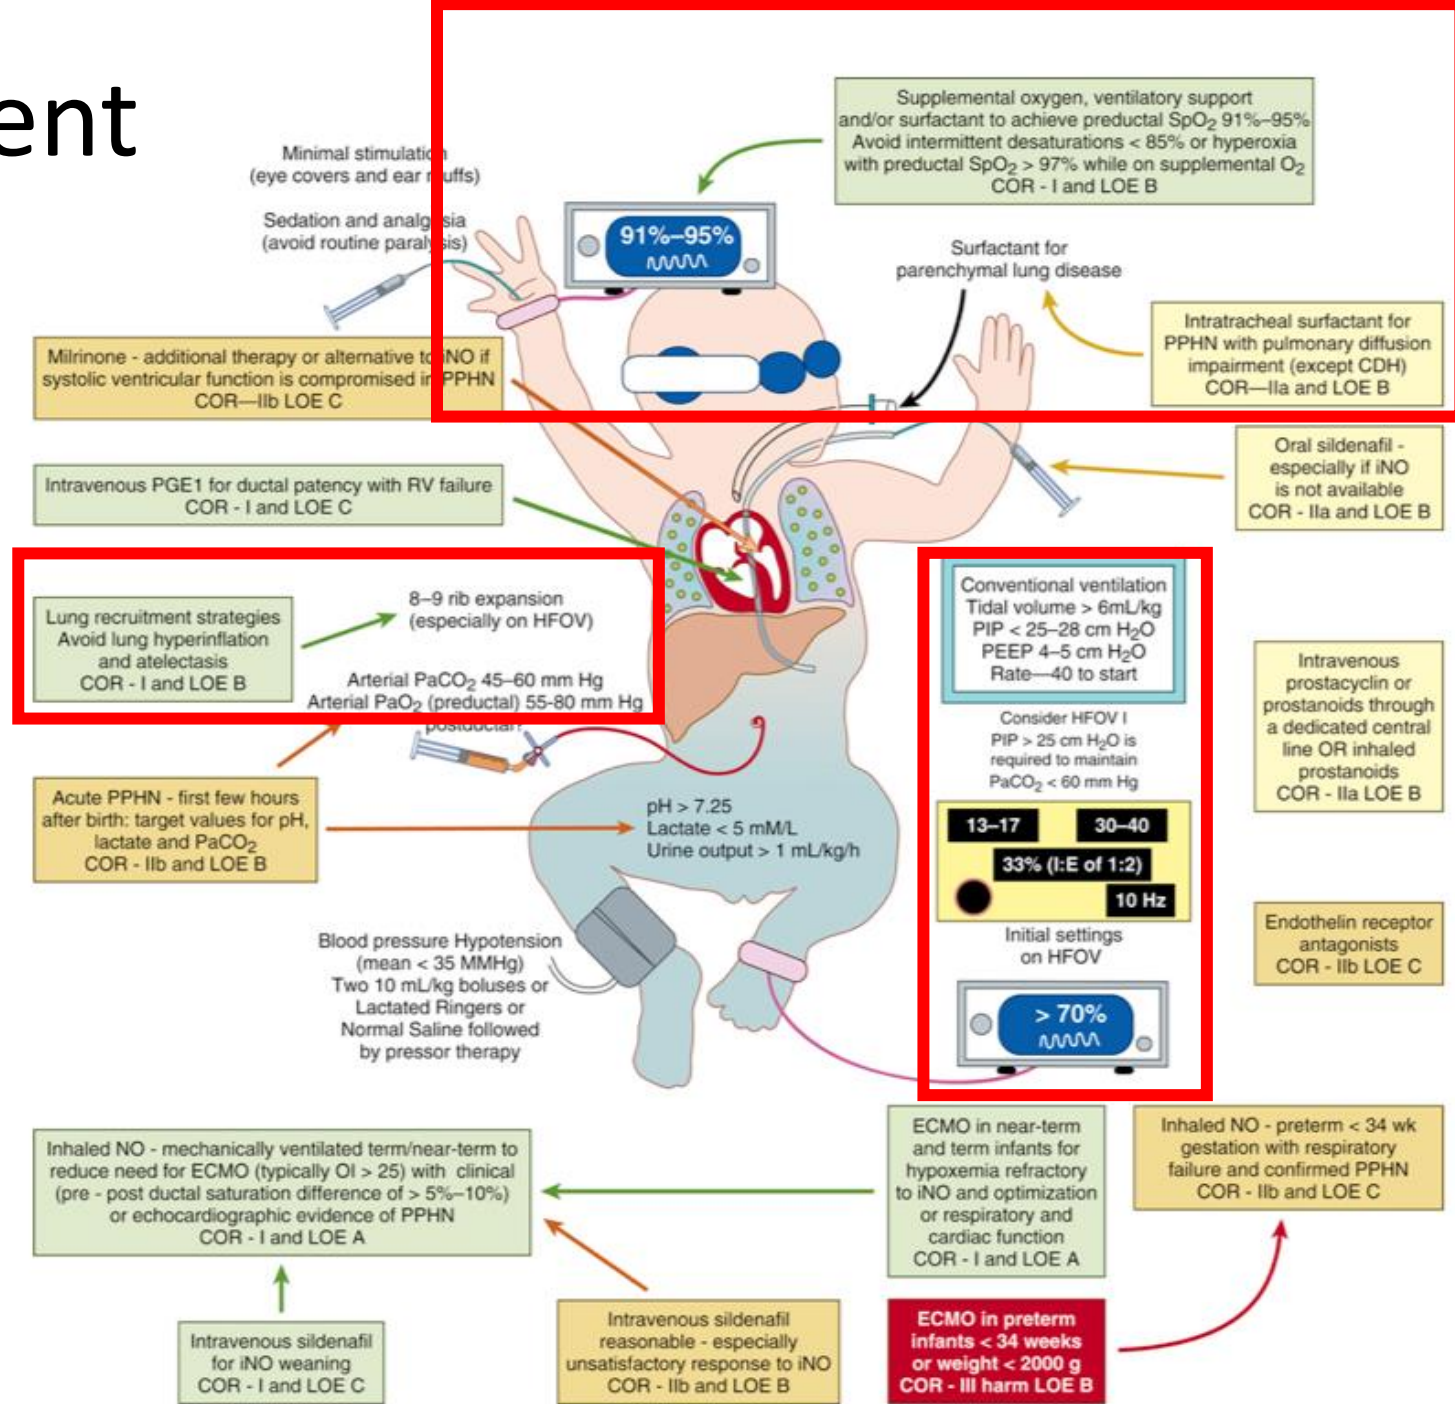 ent
Supplemental oxygen, ventilatory support
and/or surfactant to achieve preductal SpO₂ 91%–95%
Avoid intermittent desaturations < 85% or hyperoxia
with preductal SpO₂ > 97% while on supplemental O₂
COR - I and LOE B
Minimal stimulation
(eye covers and ear muffs)
Sedation and analgesia
(avoid routine paralysis)
91%–95%
Surfactant for
parenchymal lung disease
Intratracheal surfactant for
PPHN with pulmonary diffusion
impairment (except CDH)
COR—IIa and LOE B
Milrinone - additional therapy or alternative to iNO if
systolic ventricular function is compromised in PPHN
COR—IIb LOE C
Oral sildenafil -
especially if iNO
is not available
COR - IIa and LOE B
Intravenous PGE1 for ductal patency with RV failure
COR - I and LOE C
Lung recruitment strategies
Avoid lung hyperinflation
and atelectasis
COR - I and LOE B
8–9 rib expansion
(especially on HFOV)
Arterial PaCO₂ 45–60 mm Hg
Arterial PaO₂ (preductal) 55-80 mm Hg
postductal?
Conventional ventilation
Tidal volume > 6mL/kg
PIP < 25–28 cm H₂O
PEEP 4–5 cm H₂O
Rate—40 to start
Consider HFOV I
PIP > 25 cm H₂O is
required to maintain
PaCO₂ < 60 mm Hg
13–17
30–40
33% (I:E of 1:2)
10 Hz
Initial settings
on HFOV
> 70%
Intravenous
prostacyclin or
prostanoids through
a dedicated central
line OR inhaled
prostanoids
COR - IIa LOE B
Acute PPHN - first few hours
after birth: target values for pH,
lactate and PaCO₂
COR - IIb and LOE B
pH > 7.25
Lactate < 5 mM/L
Urine output > 1 mL/kg/h
Endothelin receptor
antagonists
COR - IIb LOE C
Blood pressure Hypotension
(mean < 35 MMHg)
Two 10 mL/kg boluses or
Lactated Ringers or
Normal Saline followed
by pressor therapy
Inhaled NO - mechanically ventilated term/near-term to
reduce need for ECMO (typically OI > 25) with clinical
(pre - post ductal saturation difference of > 5%–10%)
or echocardiographic evidence of PPHN
COR - I and LOE A
ECMO in near-term
and term infants for
hypoxemia refractory
to iNO and optimization
or respiratory and
cardiac function
COR - I and LOE A
Inhaled NO - preterm < 34 wk
gestation with respiratory
failure and confirmed PPHN
COR - IIb and LOE C
Intravenous sildenafil
for iNO weaning
COR - I and LOE C
Intravenous sildenafil
reasonable - especially
unsatisfactory response to iNO
COR - IIb and LOE B
ECMO in preterm
infants < 34 weeks
or weight < 2000 g
COR - III harm LOE B